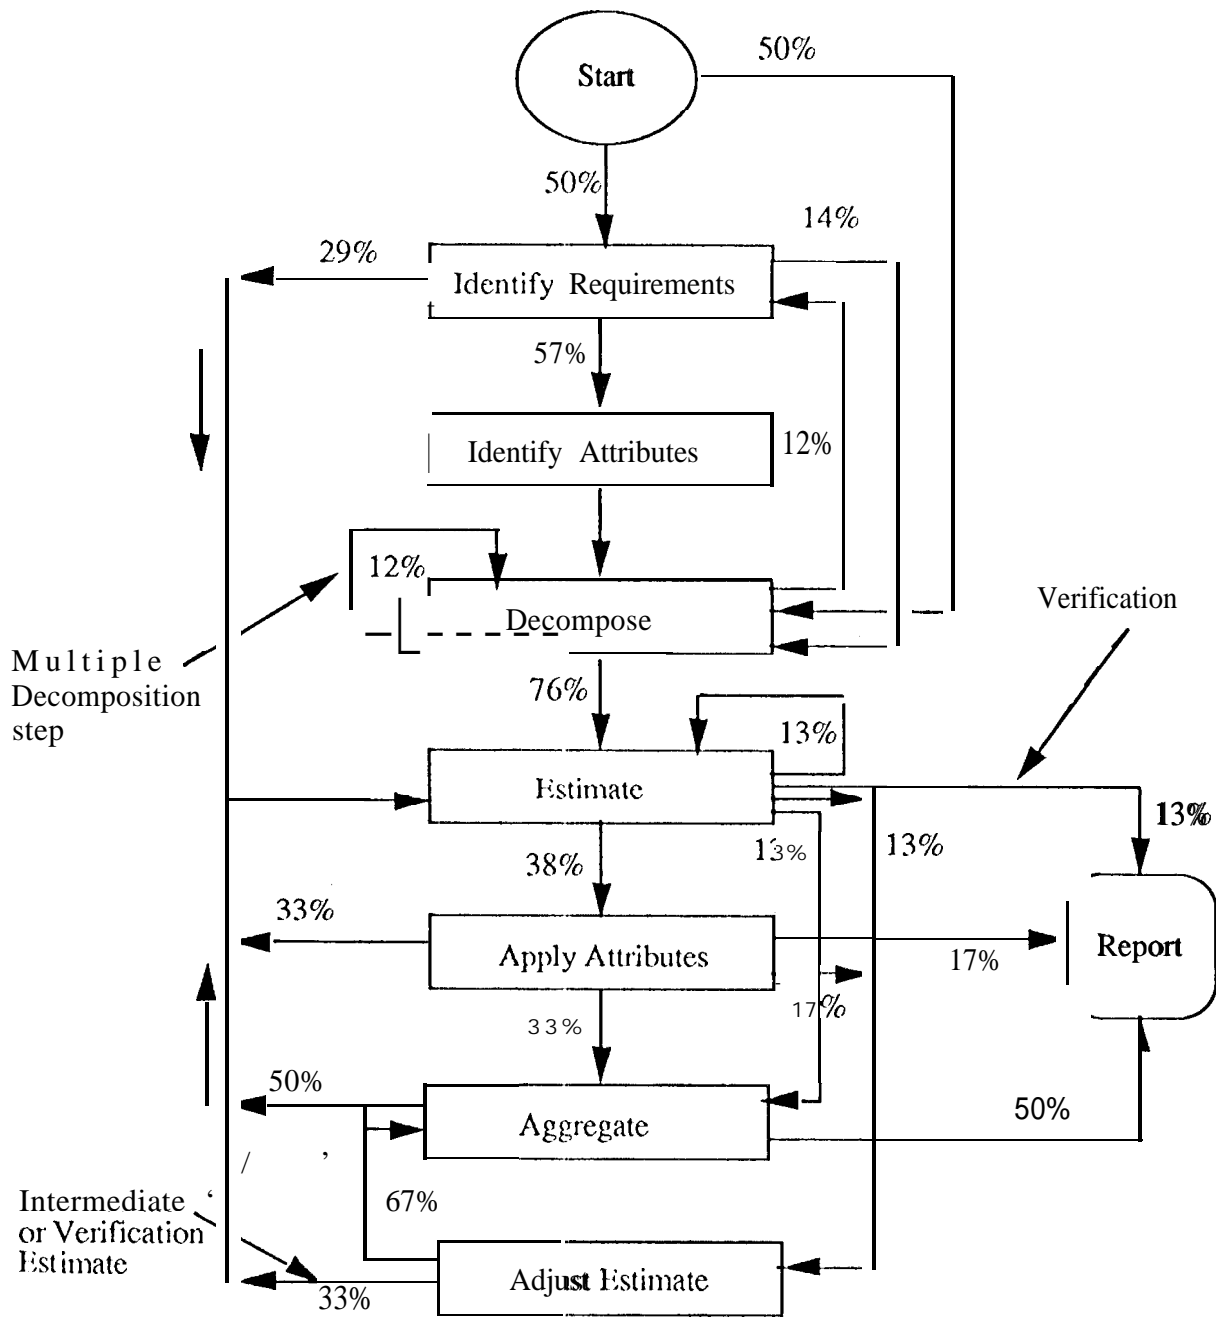 50%
Start
50%
14%
29%
Identify Requirements
57%
12%
Identify Attributes
12%
Verification
Decompose
Multiple
Decomposition
step
76%
13%
Estimate
13%
13%
13%
38%
33%
Apply Attributes
17%
Report
17%
33%
50%
50%
Aggregate
67%
Intermediate
or Verification
Estimate
Adjust Estimate
33%